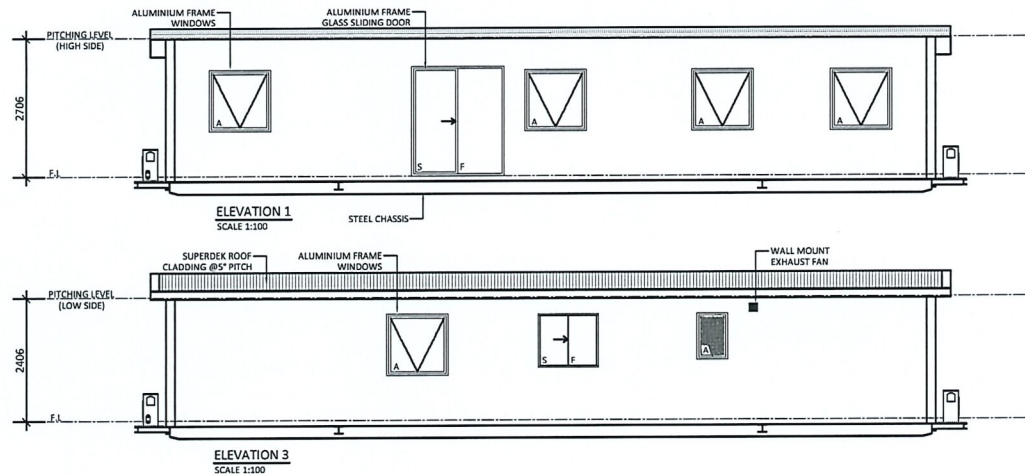 ALUMINIUM FRAME
WINDOWS
ALUMINIUM FRAME
GLASS SLIDING DOOR
PITCHING LEVEL
(HIGH SIDE)
2706
A
A
A
A
S F
F.L
ELEVATION 1
SCALE 1:100
STEEL CHASSIS
SUPERDEK ROOF
CLADDING @5° PITCH
ALUMINIUM FRAME
WINDOWS
WALL MOUNT
EXHAUST FAN
PITCHING LEVEL
(LOW SIDE)
2406
A
S F
A
F.L
ELEVATION 3
SCALE 1:100